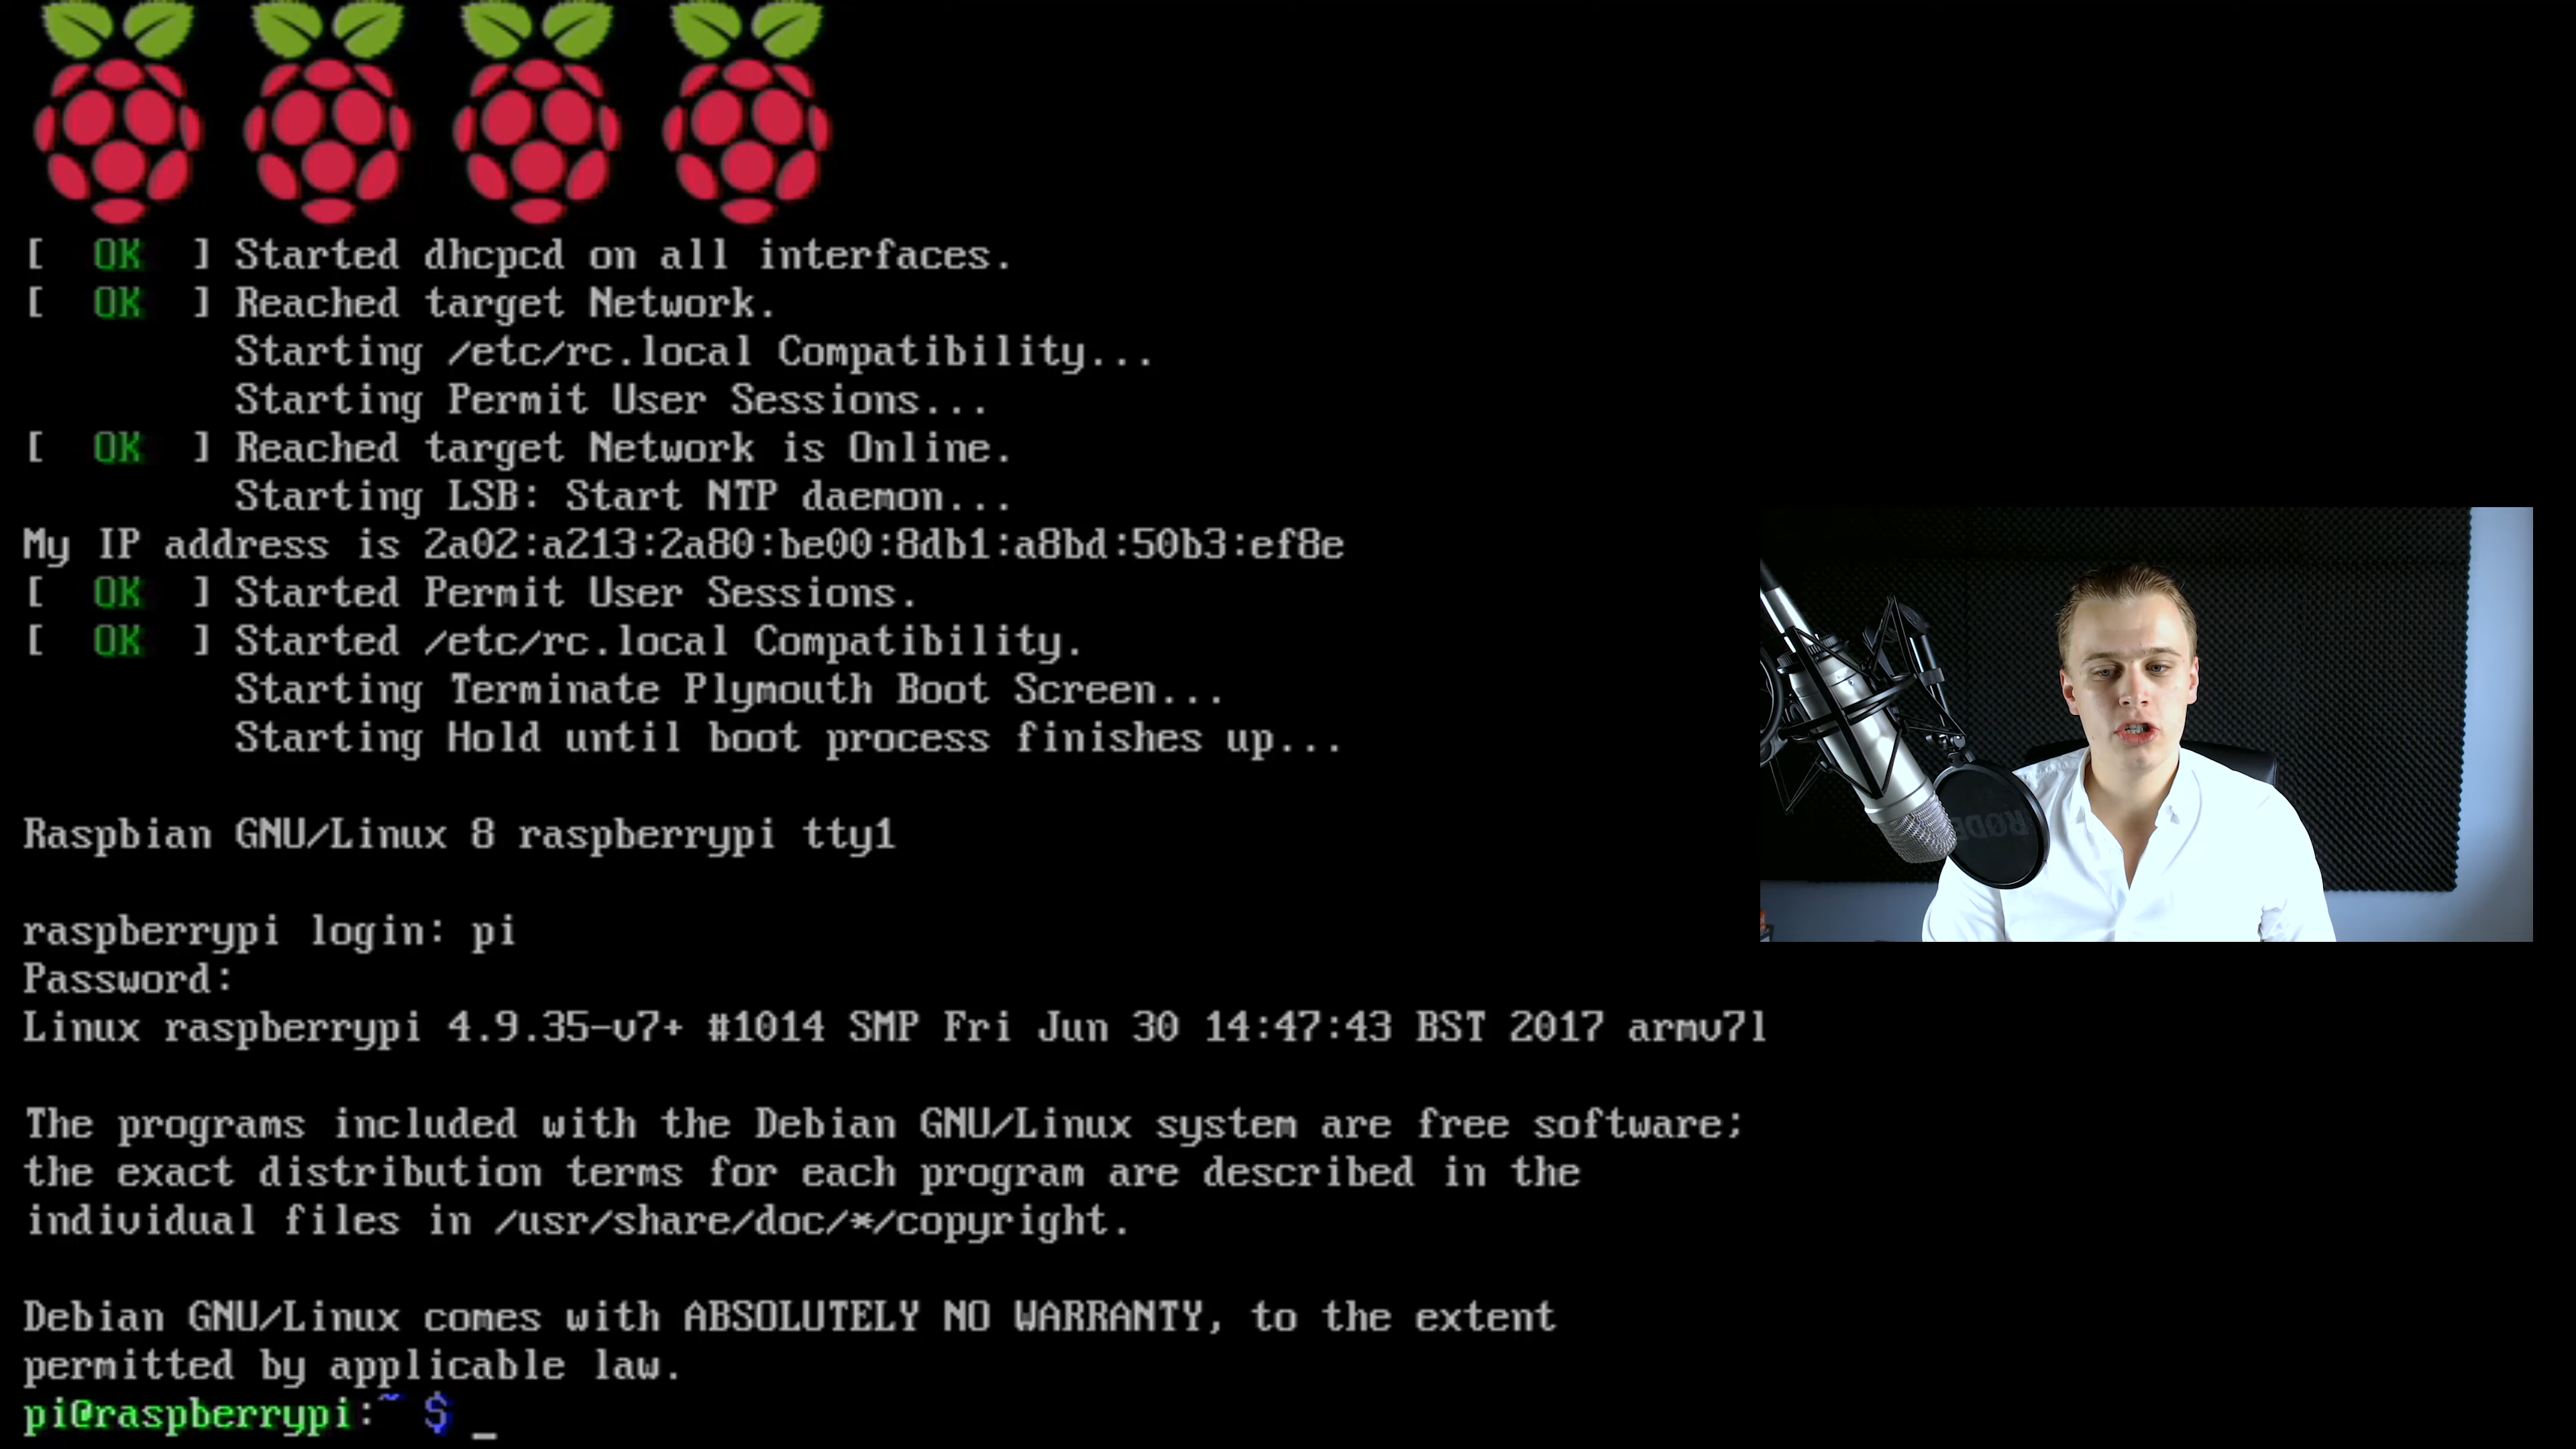 [  OK  ] Started dhcpcd on all interfaces.
[  OK  ] Reached target Network.
         Starting /etc/rc.local Compatibility...
         Starting Permit User Sessions...
[  OK  ] Reached target Network is Online.
         Starting LSB: Start NTP daemon...
My IP address is 2a02:a213:2a80:be00:8db1:a8bd:50b3:ef8e
[  OK  ] Started Permit User Sessions.
[  OK  ] Started /etc/rc.local Compatibility.
         Starting Terminate Plymouth Boot Screen...
         Starting Hold until boot process finishes up...
Raspbian GNU/Linux 8 raspberrypi tty1
raspberrypi login: pi
Password:
Linux raspberrypi 4.9.35-v7+ #1014 SMP Fri Jun 30 14:47:43 BST 2017 armv7l
The programs included with the Debian GNU/Linux system are free software;
the exact distribution terms for each program are described in the
individual files in /usr/share/doc/*/copyright.
Debian GNU/Linux comes with ABSOLUTELY NO WARRANTY, to the extent
permitted by applicable law.
pi@raspberrypi:~ $ _
RØDE